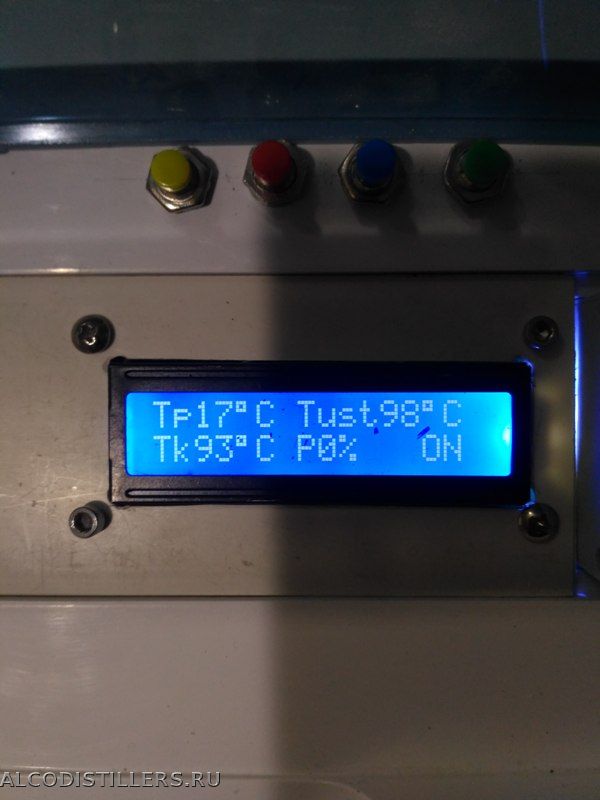 Tp17°C Tust98°C
Tk93°C P0% ON
ALCODISTILLERS.RU